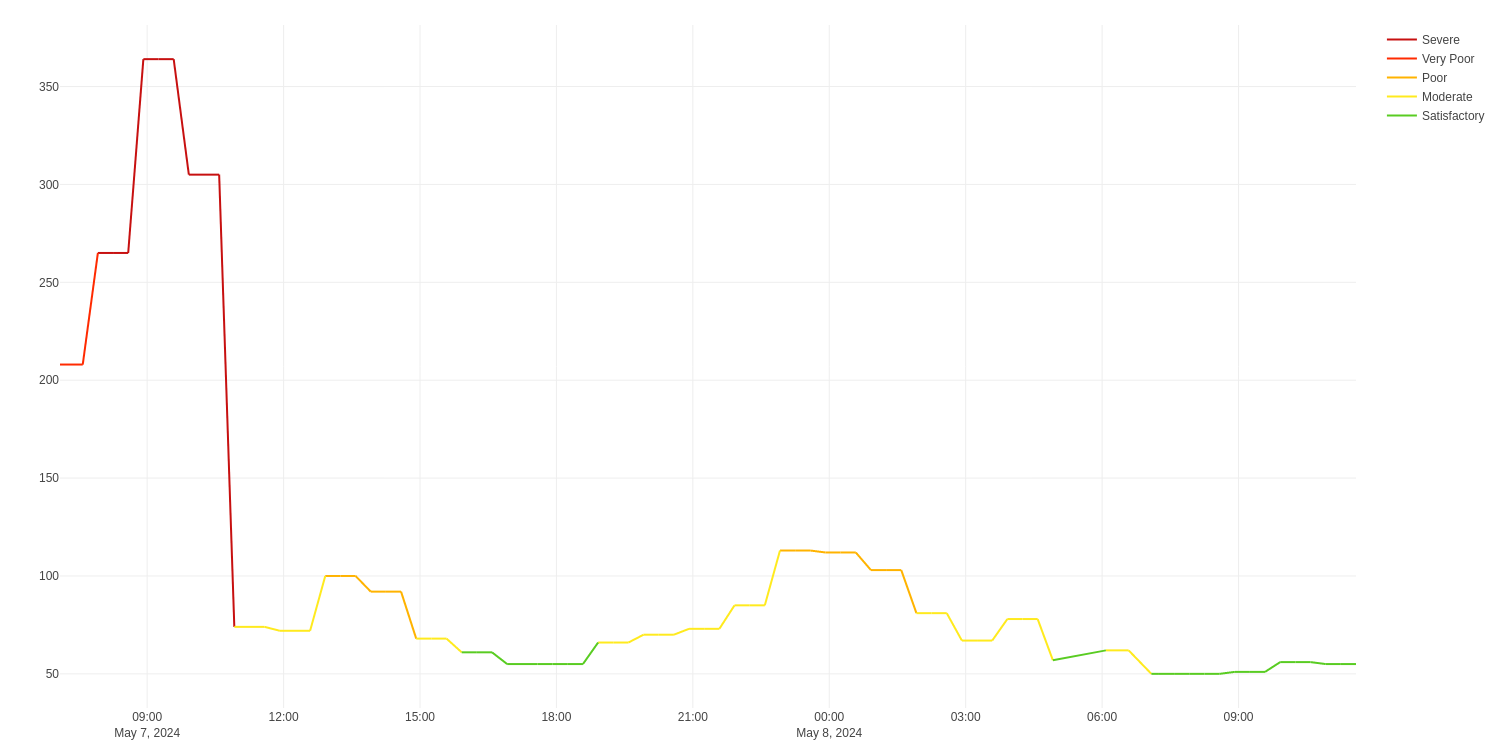 350
300
250
200
150
100
50
09:00
May 7, 2024
12:00
15:00
18:00
21:00
00:00
May 8, 2024
03:00
06:00
09:00
Severe
Very Poor
Poor
Moderate
Satisfactory